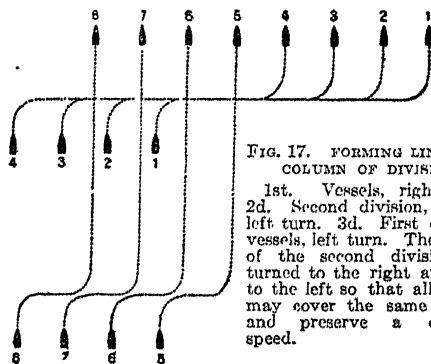 8 7 6 5 4 3 2 1
4 3 2 1
FIG. 17. FORMING LIN
COLUMN OF DIVIS
1st. Vessels, righ
2d. Second division,
left turn. 3d. First
vessels, left turn. The
of the second divisi
turned to the right a
to the left so that all
may cover the same
and preserve a
speed.
8 7 6 5